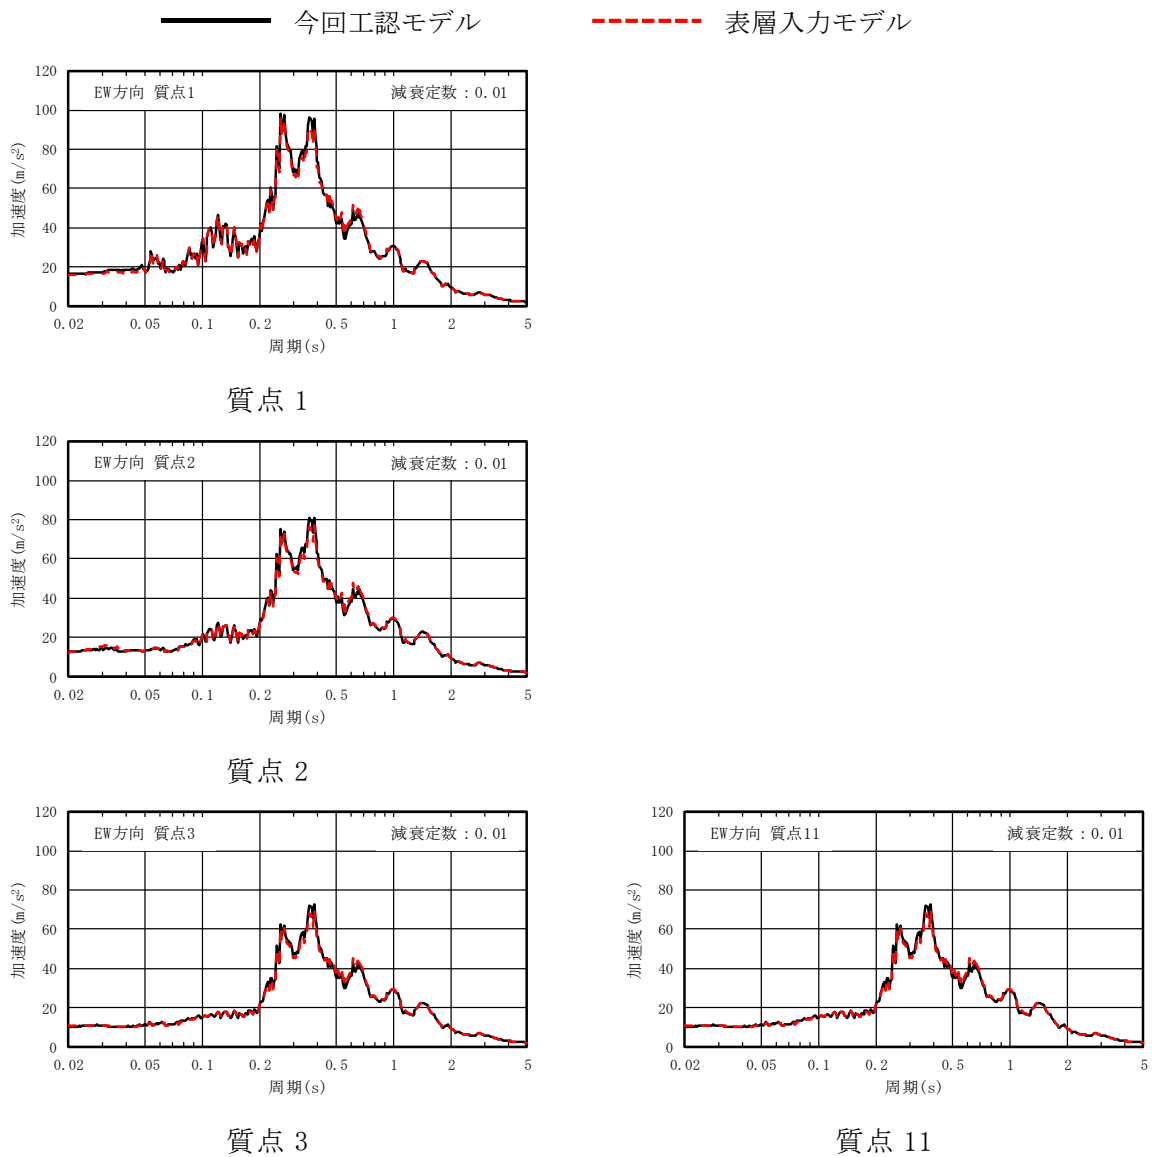 今回工認モデル 表層入力モデル
120
100
80
60
40
20
0
加速度(m/s²)
EW方向 質点1 減衰定数:0.01
0.02 0.05 0.1 0.2 0.5 1 2 5
周期(s)
質点 1
120
100
80
60
40
20
0
加速度(m/s²)
EW方向 質点2 減衰定数:0.01
0.02 0.05 0.1 0.2 0.5 1 2 5
周期(s)
質点 2
120
100
80
60
40
20
0
加速度(m/s²)
EW方向 質点3 減衰定数:0.01
0.02 0.05 0.1 0.2 0.5 1 2 5
周期(s)
質点 3
120
100
80
60
40
20
0
加速度(m/s²)
EW方向 質点11 減衰定数:0.01
0.02 0.05 0.1 0.2 0.5 1 2 5
周期(s)
質点 11